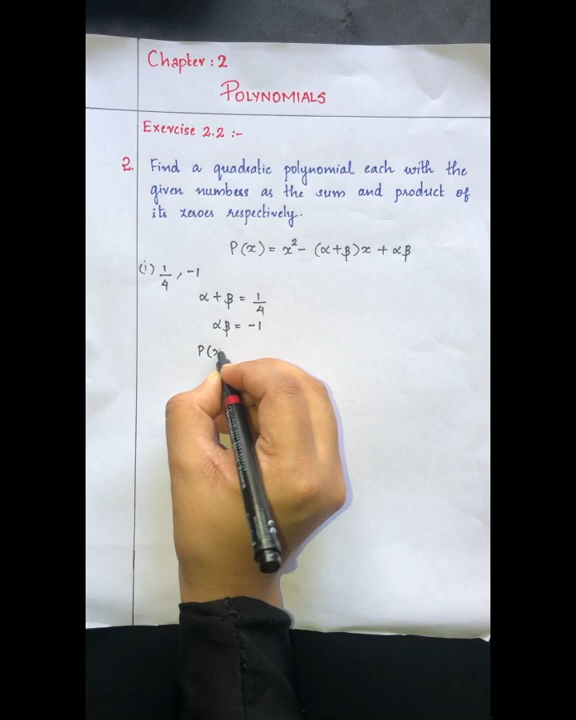 Chapter : 2
POLYNOMIALS
Exercise 2.2 :-
2. Find a quadratic polynomial each with the
given numbers as the sum and product of
its zeroes respectively.
P(x) = x² - (α+β)x + αβ
(i) 1/4, -1
α + β = 1/4
αβ = -1
P(x